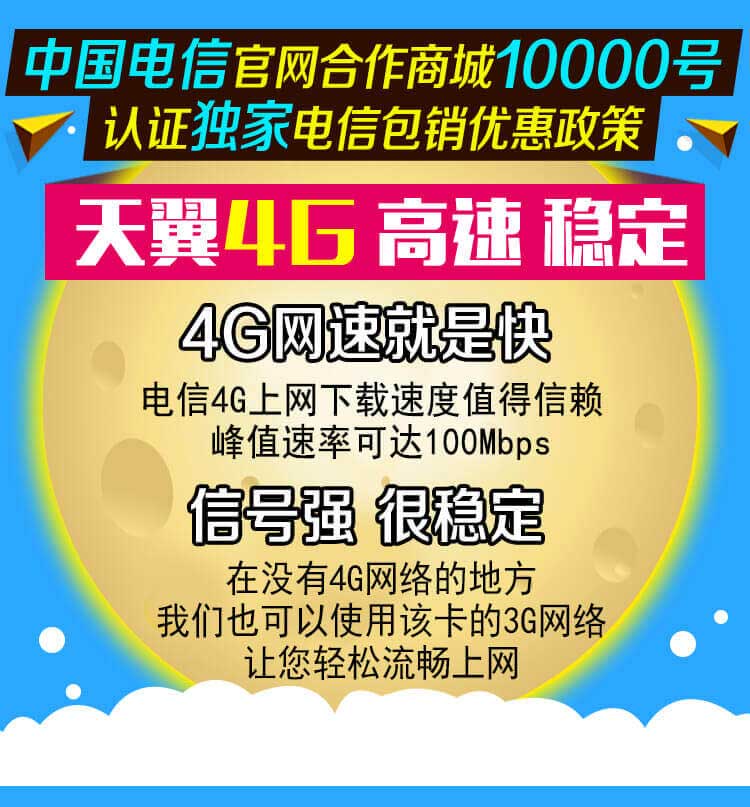 中国电信官网合作商城10000号
认证独家电信包销优惠政策
天翼4G 高速 稳定
4G网速就是快
电信4G上网下载速度值得信赖
峰值速率可达100Mbps
信号强 很稳定
在没有4G网络的地方
我们也可以使用该卡的3G网络
让您轻松流畅上网